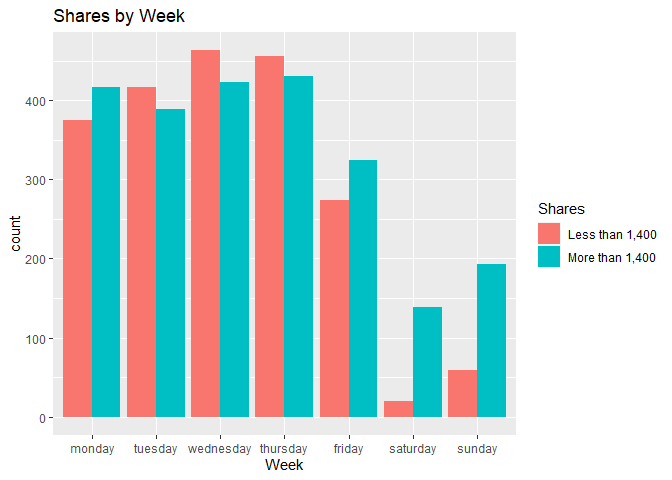 Shares by Week
count
400
300
200
100
0
monday tuesday wednesday thursday friday saturday sunday
Week
Shares
Less than 1,400
More than 1,400